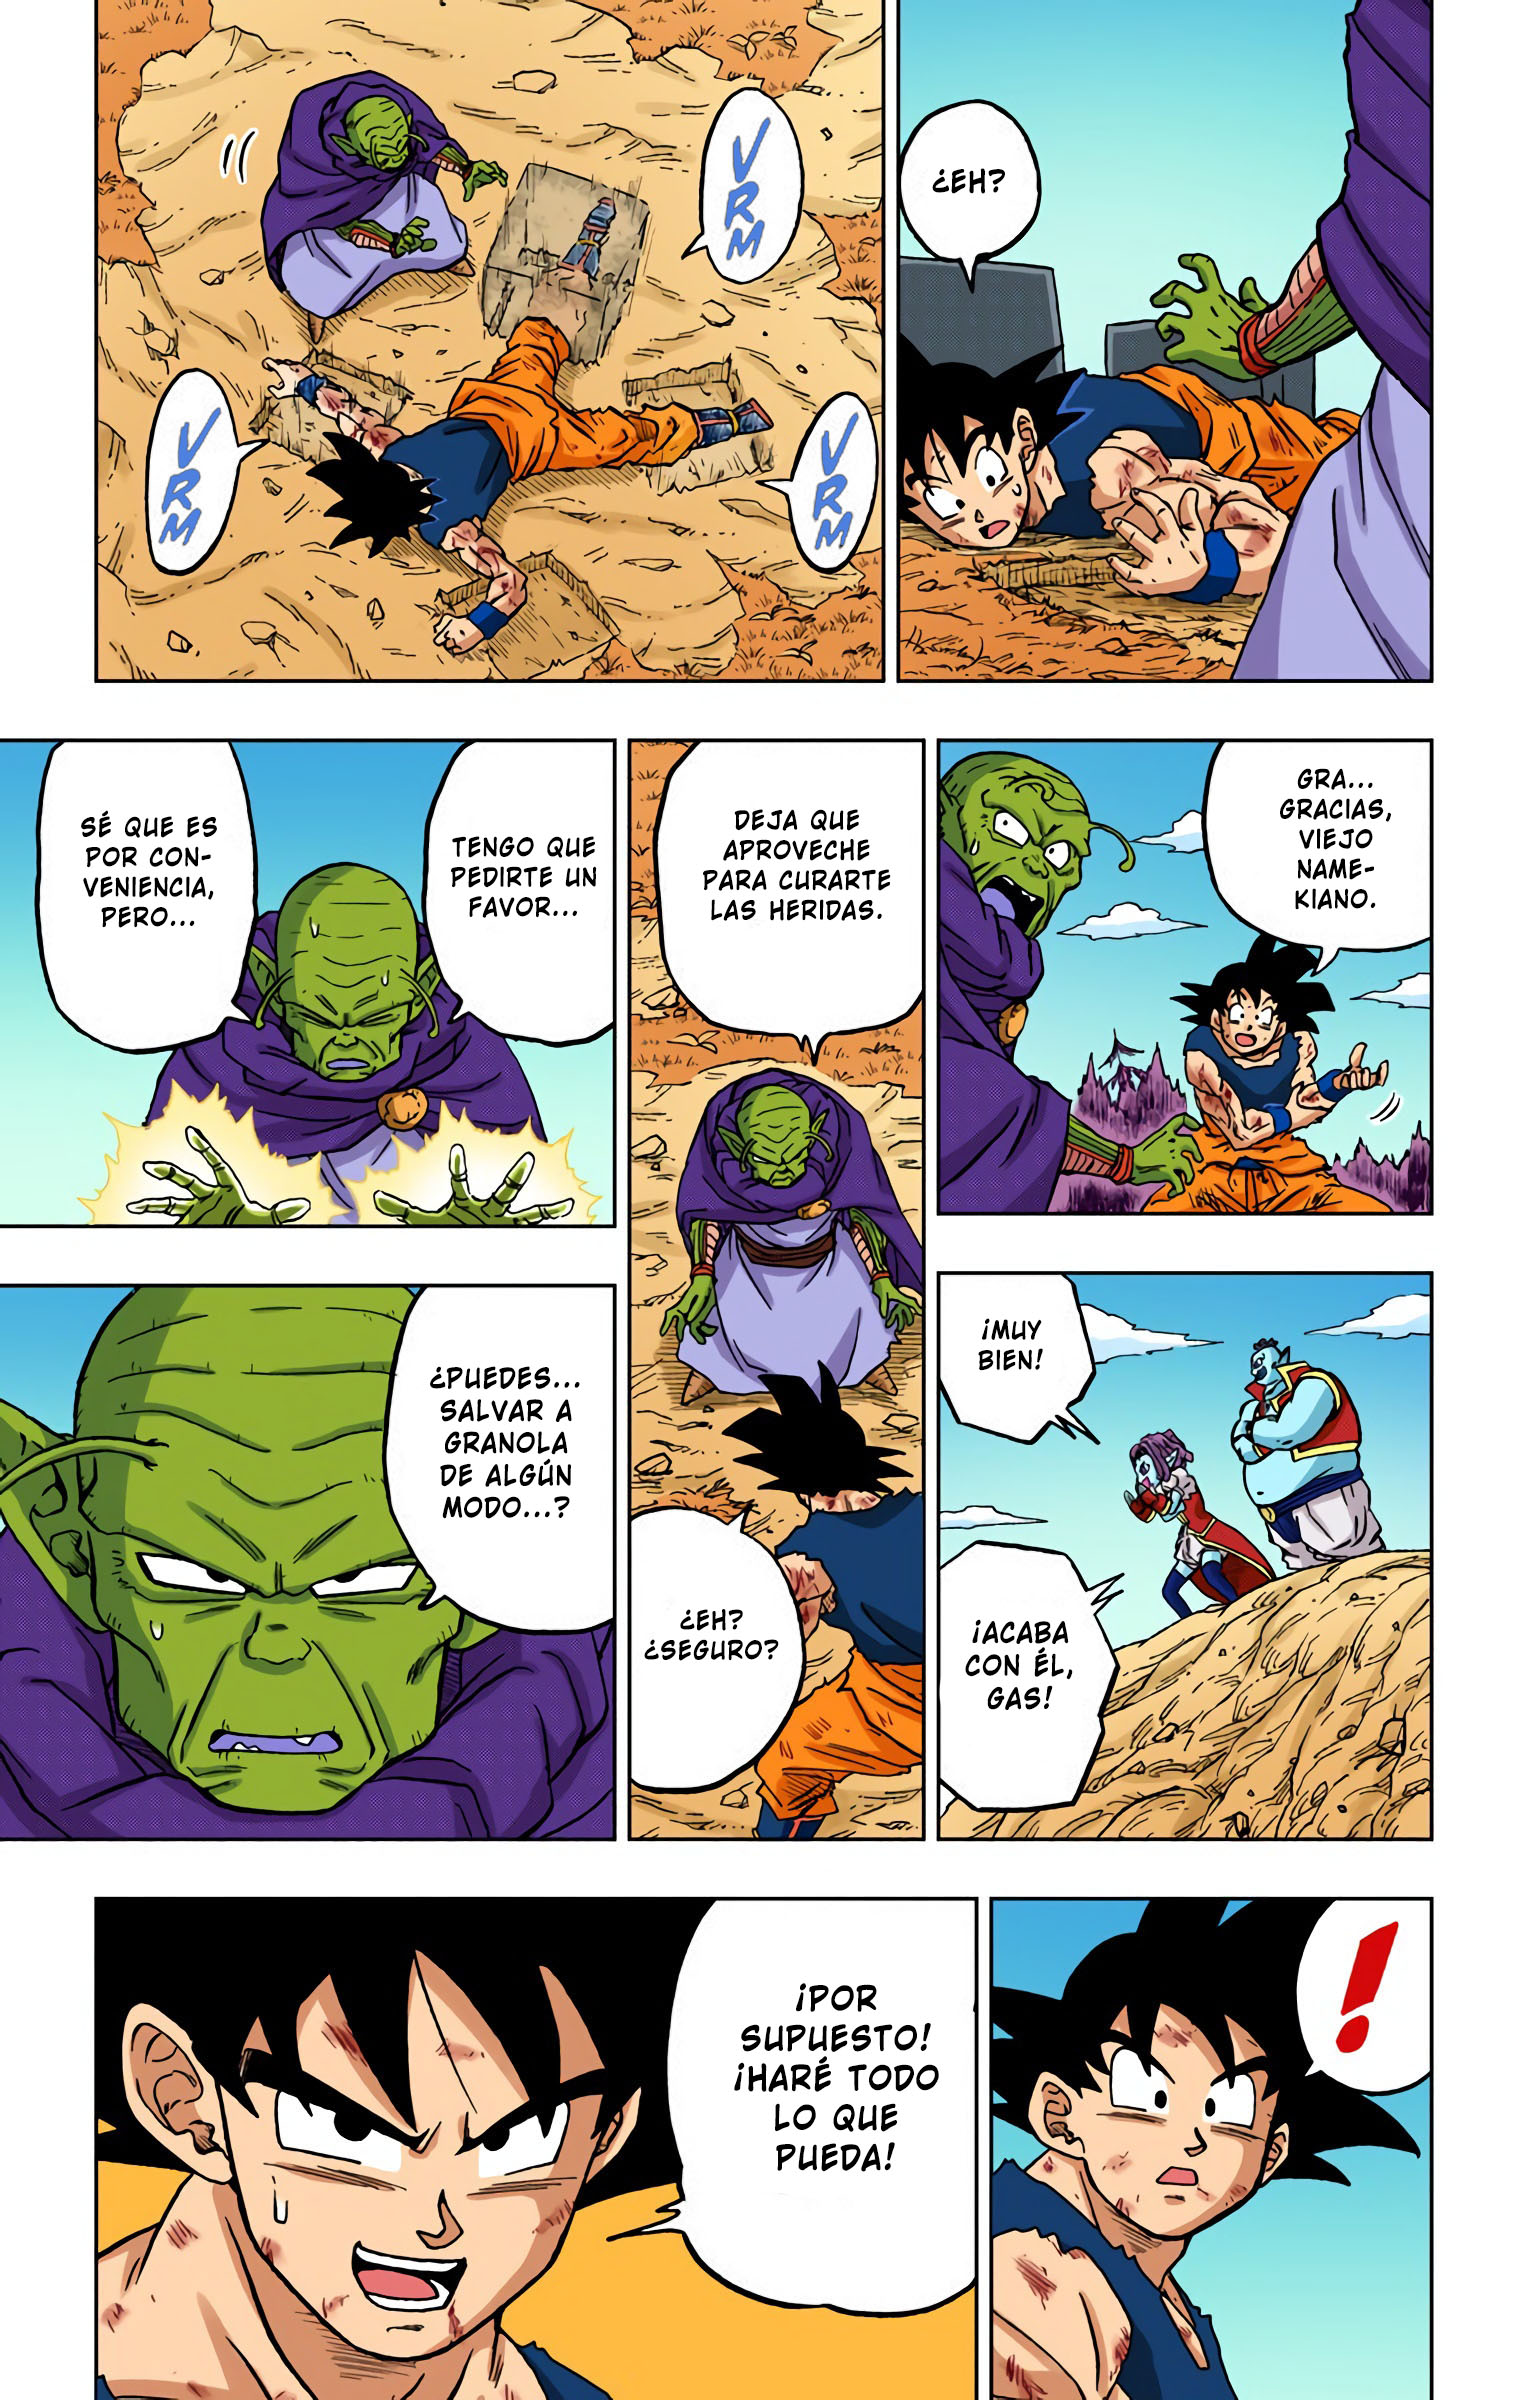 ¿EH?
VRM
VRM
VRM
GRA...
GRACIAS,
VIEJO
NAME-
KIANO.
¡MUY
BIEN!
¡ACABA
CON ÉL,
GAS!
DEJA QUE
APROVECHE
PARA CURARTE
LAS HERIDAS.
¿EH?
¿SEGURO?
TENGO QUE
PEDIRTE UN
FAVOR...
SÉ QUE ES
POR CON-
VENIENCIA,
PERO...
¿PUEDES...
SALVAR A
GRANOLA
DE ALGÚN
MODO...?
!
¡POR
SUPUESTO!
¡HARÉ TODO
LO QUE
PUEDA!